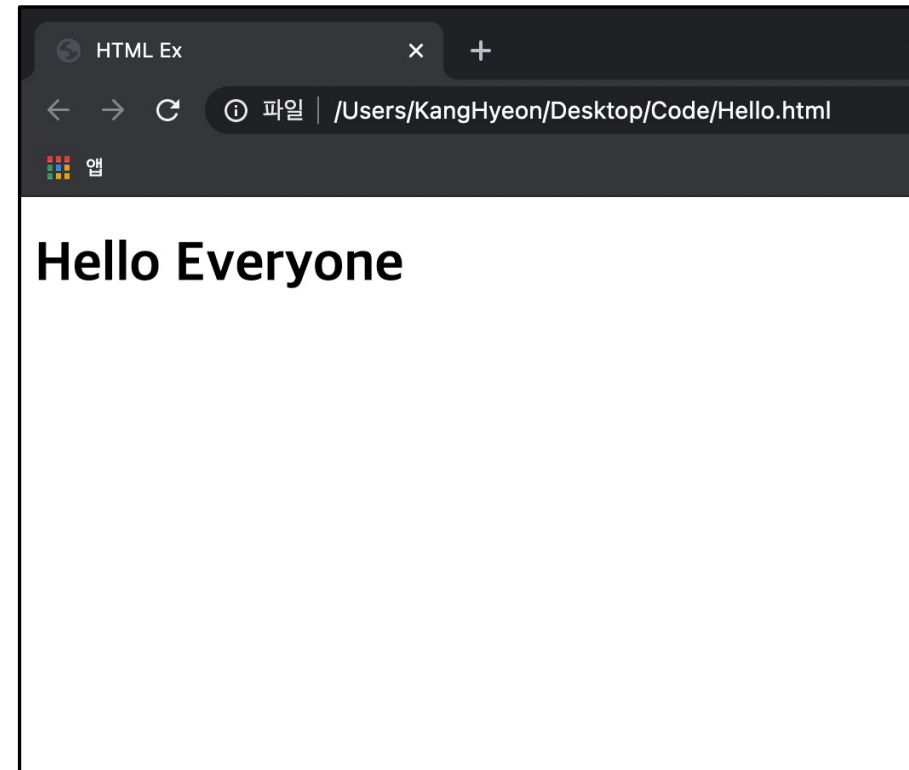 HTML Ex
파일 /Users/KangHyeon/Desktop/Code/Hello.html
앱
Hello Everyone